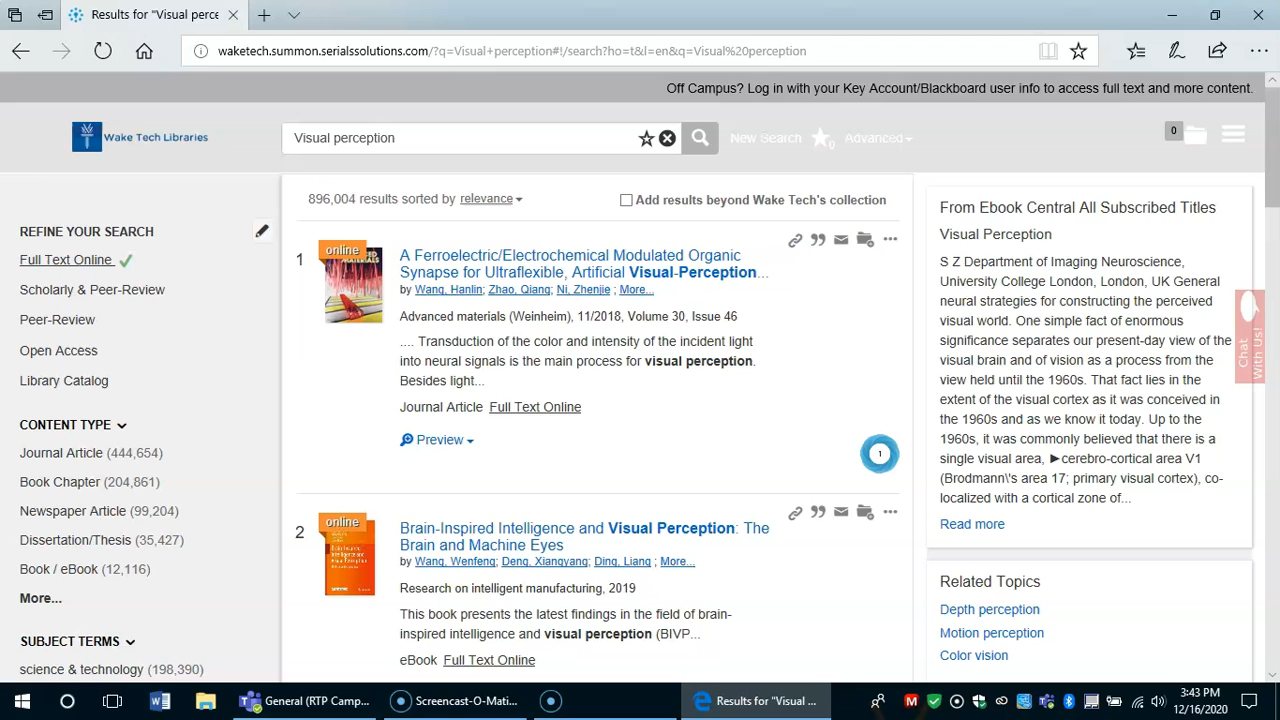 Results for "Visual perce
waketech.summon.serialssolutions.com/?q=Visual+perception#!/search?ho=t&l=en&q=Visual%20perception
Off Campus? Log in with your Key Account/Blackboard user info to access full text and more content.
Wake Tech Libraries
Visual perception
New Search
0
Advanced
0
896,004 results sorted by relevance
Add results beyond Wake Tech's collection
REFINE YOUR SEARCH
Full Text Online
Scholarly & Peer-Review
Peer-Review
Open Access
Library Catalog
CONTENT TYPE
Journal Article (444,654)
Book Chapter (204,861)
Newspaper Article (99,204)
Dissertation/Thesis (35,427)
Book / eBook (12,116)
More...
SUBJECT TERMS
science & technology (198,390)
1
online
A Ferroelectric/Electrochemical Modulated Organic
Synapse for Ultraflexible, Artificial Visual-Perception...
by Wang, Hanlin; Zhao, Qiang; Ni, Zhenjie ; More...
Advanced materials (Weinheim), 11/2018, Volume 30, Issue 46
.... Transduction of the color and intensity of the incident light
into neural signals is the main process for visual perception.
Besides light...
Journal Article Full Text Online
Preview
1
2
online
Brain-Inspired Intelligence and Visual Perception: The
Brain and Machine Eyes
by Wang, Wenfeng; Deng, Xiangyang; Ding, Liang ; More...
Research on intelligent manufacturing, 2019
This book presents the latest findings in the field of brain-
inspired intelligence and visual perception (BIVP...
eBook Full Text Online
From Ebook Central All Subscribed Titles
Visual Perception
S Z Department of Imaging Neuroscience,
University College London, London, UK General
neural strategies for constructing the perceived
visual world. One simple fact of enormous
significance separates our present-day view of the
visual brain and of vision as a process from the
view held until the 1960s. That fact lies in the
extent of the visual cortex as it was conceived in
the 1960s and as we know it today. Up to the
1960s, it was commonly believed that there is a
single visual area, ►cerebro-cortical area V1
(Brodmann\'s area 17; primary visual cortex), co-
localized with a cortical zone of...
Read more
Related Topics
Depth perception
Motion perception
Color vision
Chat
With Us!
General (RTP Camp...
Screencast-O-Mati...
Results for "Visual ...
3:43 PM
12/16/2020